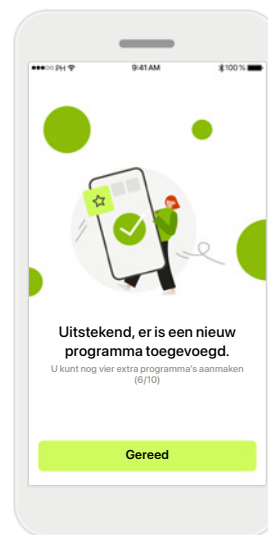 PH 9:41 AM 100 %
Uitstekend, er is een nieuw
programma toegevoegd.
U kunt nog vier extra programma's aanmaken
(6/10)
Gereed